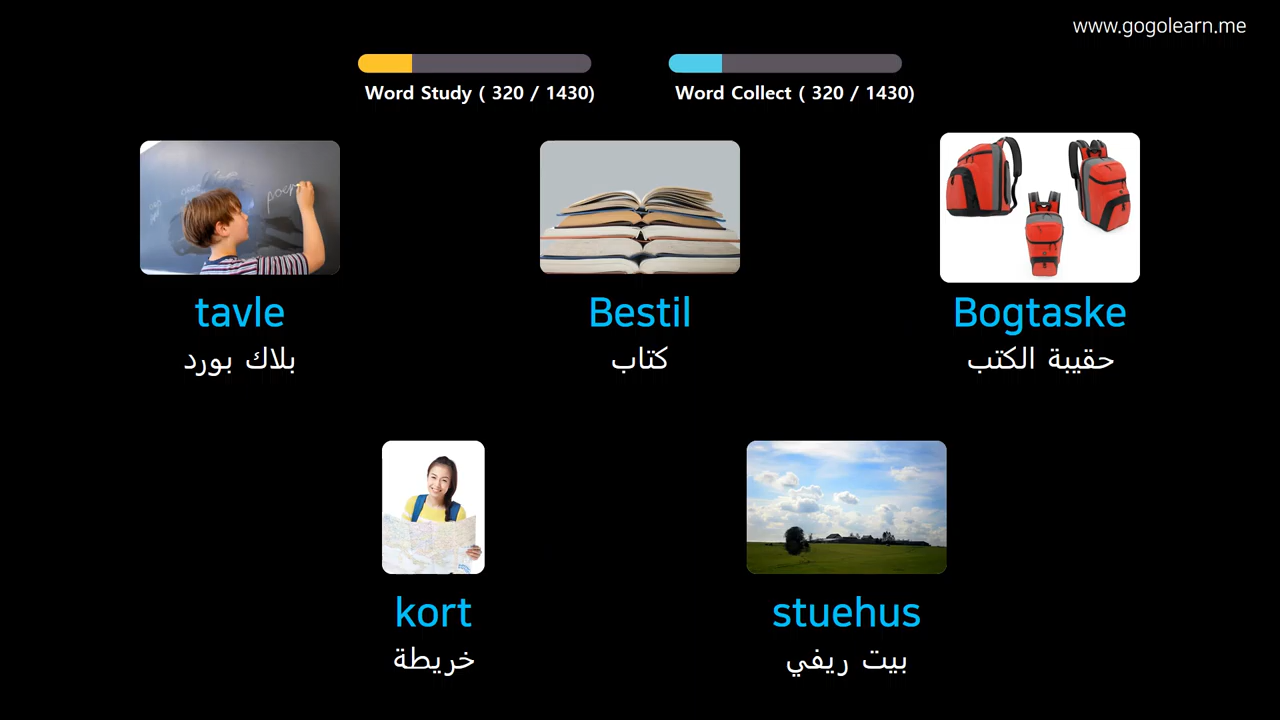 www.gogolearn.me
Word Study ( 320 / 1430)
Word Collect ( 320 / 1430)
tavle
بلاك بورد
Bestil
كتاب
Bogtaske
حقيبة الكتب
kort
خريطة
stuehus
بيت ريفي